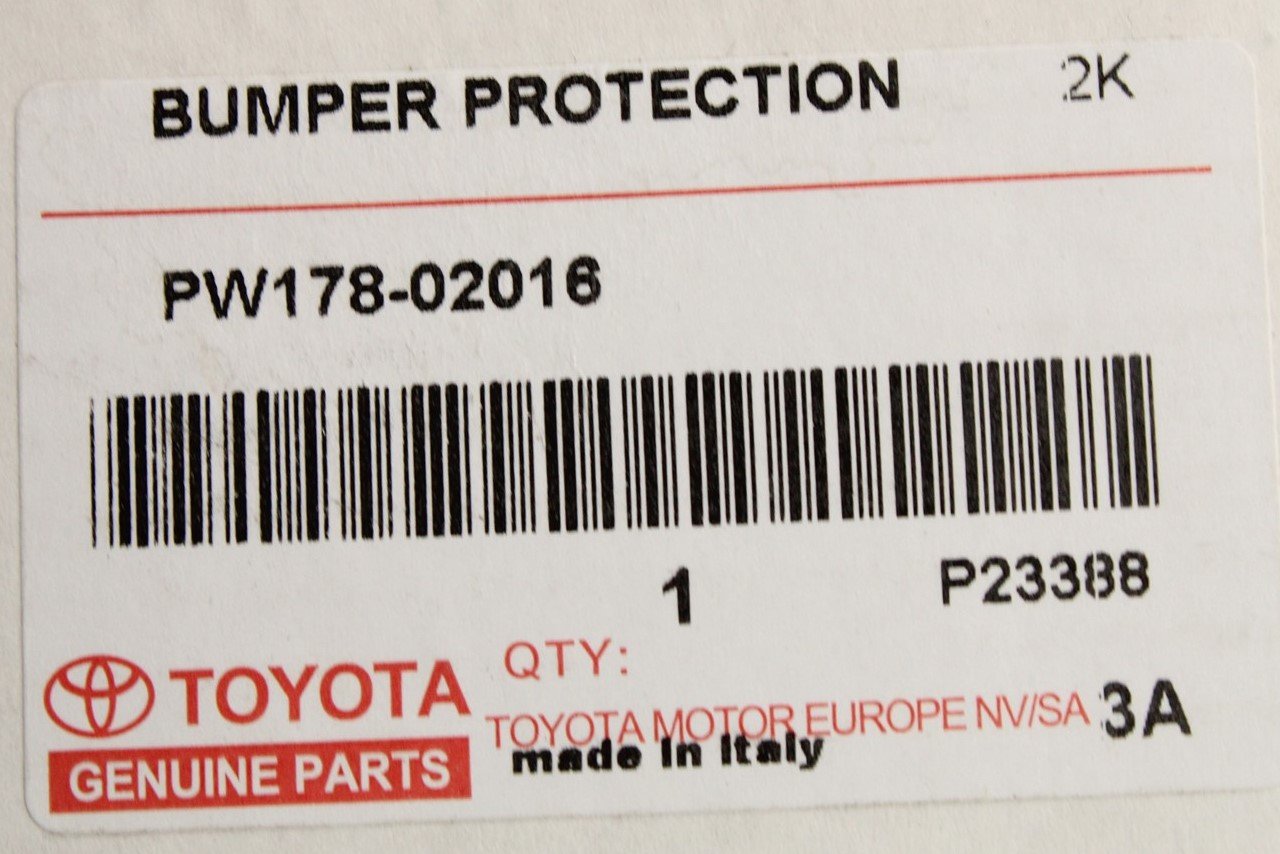 BUMPER PROTECTION 2K
PW178-02016
1 P23388
QTY:
TOYOTA
TOYOTA MOTOR EUROPE NV/SA 3A
made In Italy
GENUINE PARTS